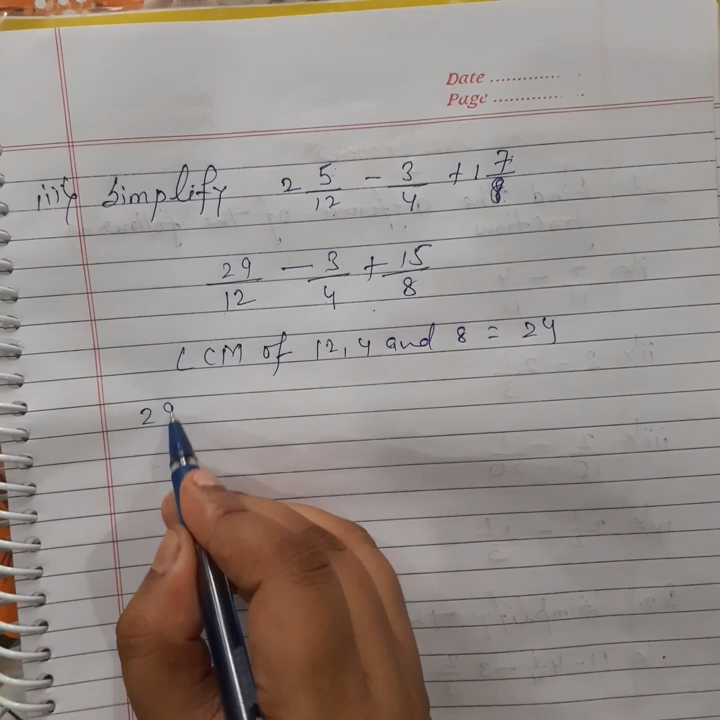 Date ..............
Page ..............
iii) Simplify 2 5/12 - 3/4 + 1 7/8
29/12 - 3/4 + 15/8
LCM of 12, 4 and 8 = 24
29